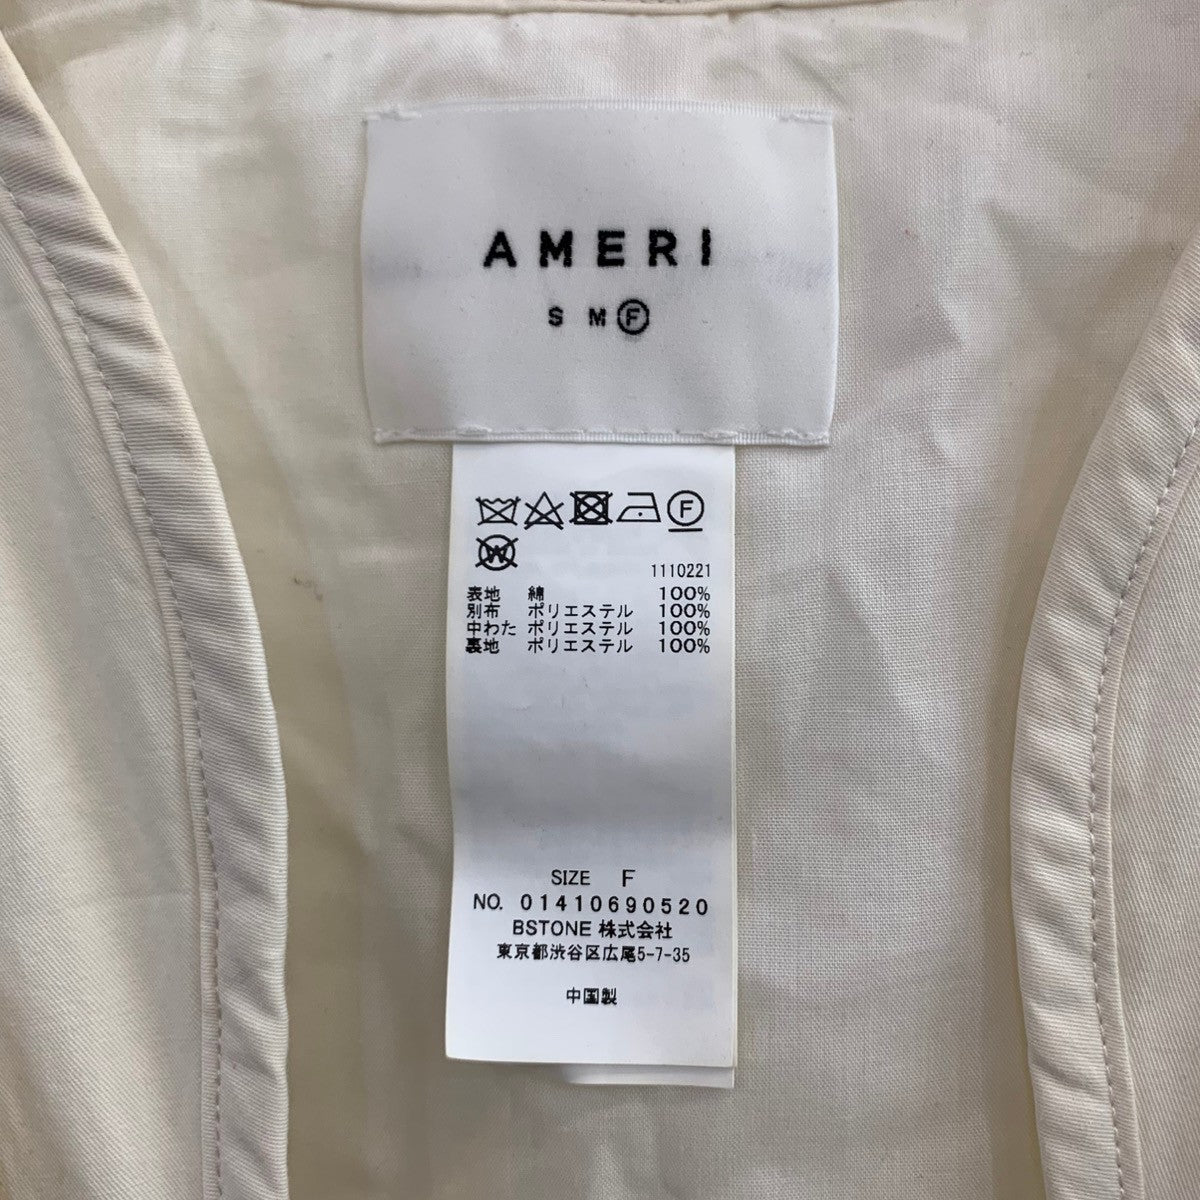 AMERI
S M F
F
W
1110221
表地 綿 100%
別布 ポリエステル 100%
中わた ポリエステル 100%
裏地 ポリエステル 100%
SIZE F
NO. 01410690520
BSTONE 株式会社
東京都渋谷区広尾5-7-35
中国製